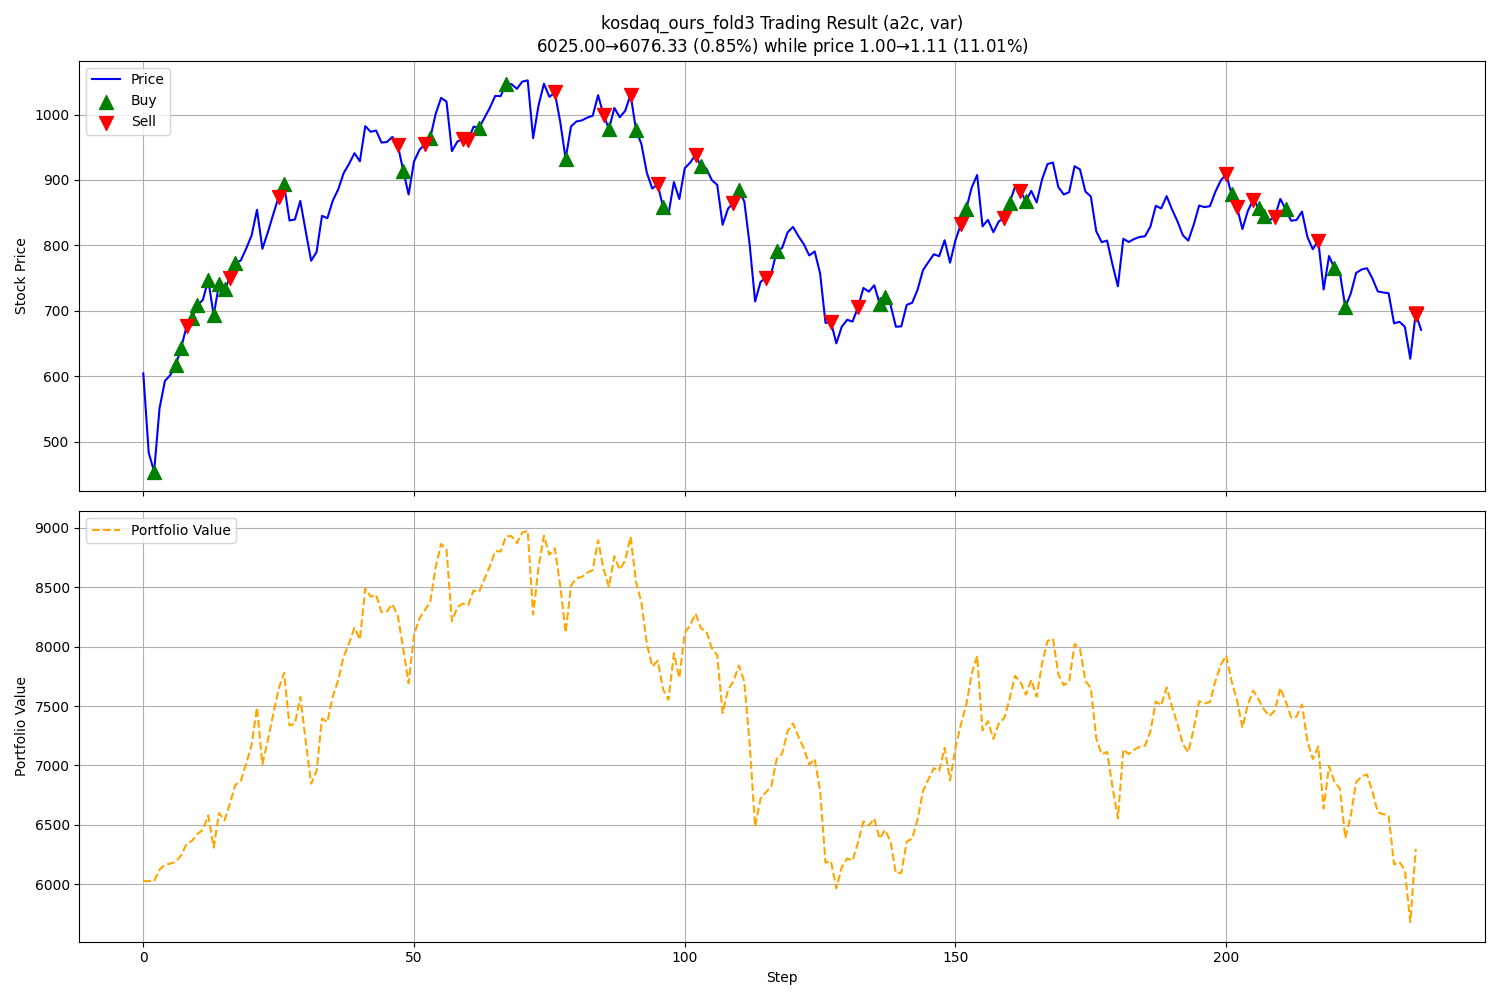 kosdaq_ours_fold3 Trading Result (a2c, var)
6025.00→6076.33 (0.85%) while price 1.00→1.11 (11.01%)
Price
Buy
Sell
Stock Price
1000
900
800
700
600
500
Portfolio Value
Portfolio Value
9000
8500
8000
7500
7000
6500
6000
0
50
100
150
200
Step